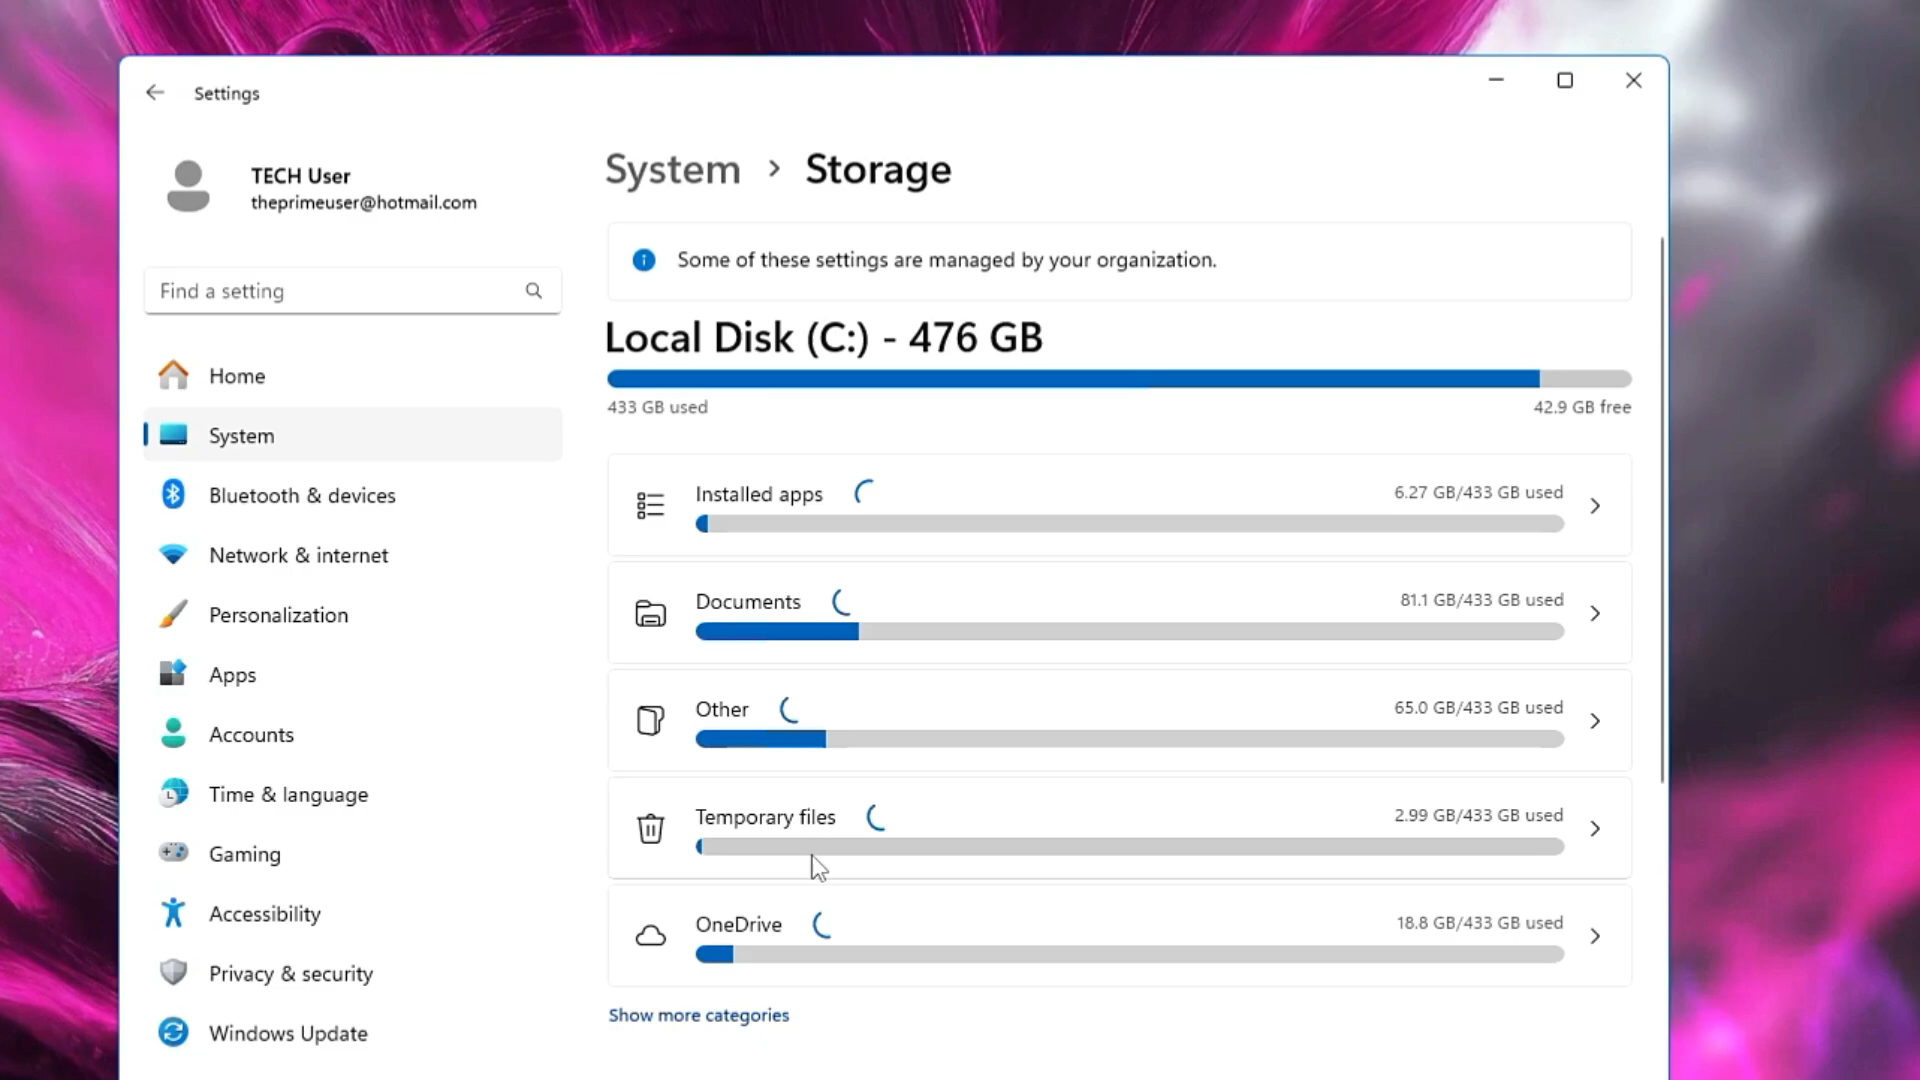 Settings
TECH User
theprimeuser@hotmail.com
Find a setting
Home
System
Bluetooth & devices
Network & internet
Personalization
Apps
Accounts
Time & language
Gaming
Accessibility
Privacy & security
Windows Update
System > Storage
Some of these settings are managed by your organization.
Local Disk (C:) - 476 GB
433 GB used
42.9 GB free
Installed apps
6.27 GB/433 GB used
Documents
81.1 GB/433 GB used
Other
65.0 GB/433 GB used
Temporary files
2.99 GB/433 GB used
OneDrive
18.8 GB/433 GB used
Show more categories